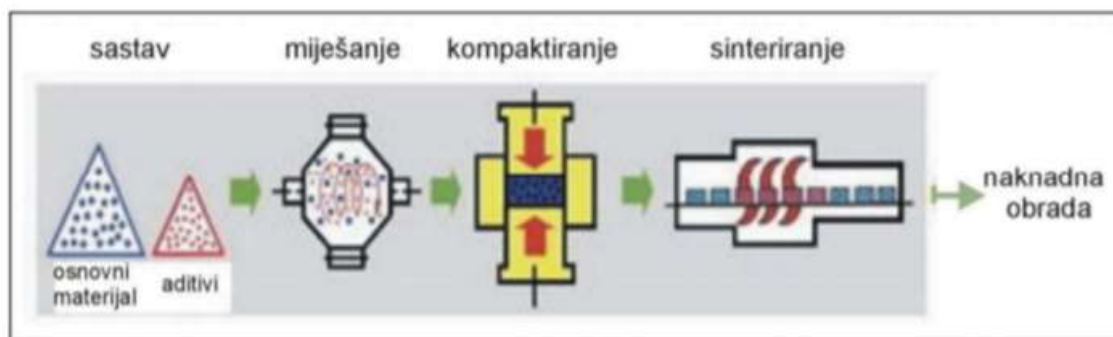 sastav
miješanje
kompaktiranje
sinteriranje
osnovni
materijal
aditivi
naknadna
obrada